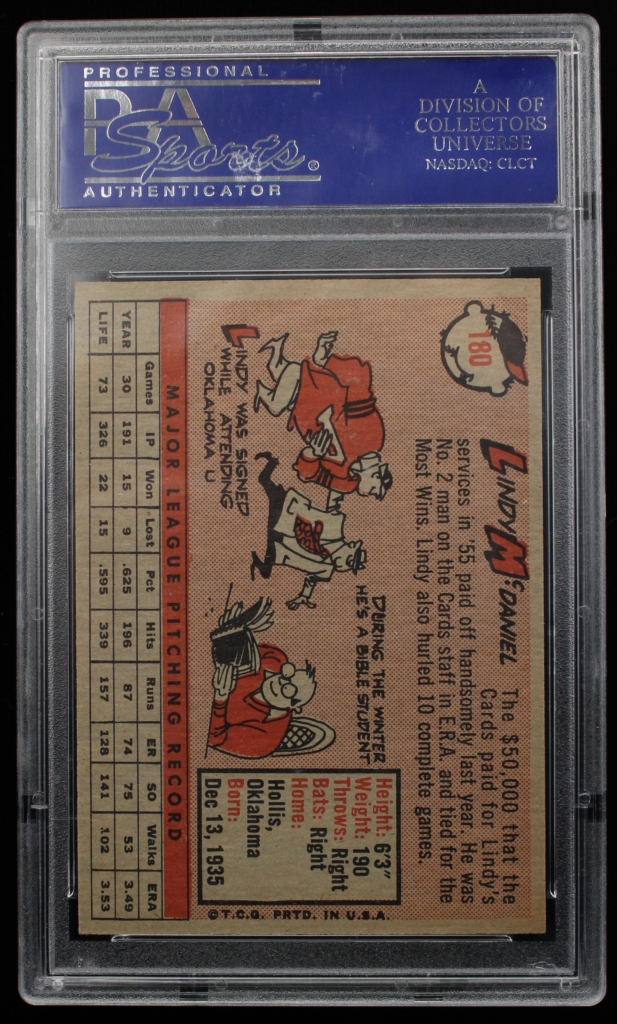 PROFESSIONAL
PSA
Sports®
AUTHENTICATOR
A
DIVISION OF
COLLECTORS
UNIVERSE
NASDAQ: CLCT
180
LINDY McDANIEL
The $50,000 that the
Cards paid for Lindy's
services in '55 paid off handsomely last year. He was
No. 2 man on the Cards staff in E.R.A. and tied for the
Most Wins. Lindy also hurled 10 complete games.
LINDY WAS SIGNED
WHILE ATTENDING
OKLAHOMA U
DURING THE WINTER
HE'S A BIBLE STUDENT
Height: 6'3"
Weight: 190
Throws: Right
Bats: Right
Home:
Hollis,
Oklahoma
Born:
Dec 13, 1935
MAJOR LEAGUE PITCHING RECORD
Games IP Won Lost Pct Hits Runs ER SO Walks ERA
YEAR 30 191 15 9 .625 196 87 74 75 53 3.49
LIFE 73 326 22 15 .595 339 157 128 141 102 3.53
©T.C.G. PRTD. IN U.S.A.